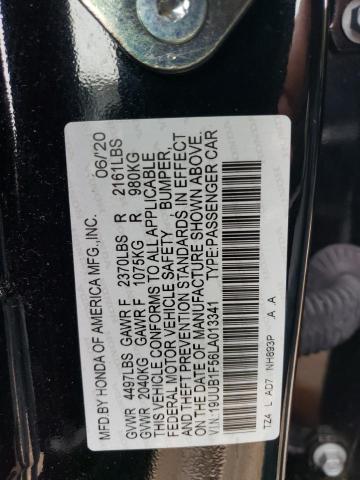 MFD.BY HONDA OF AMERICA MFG.,INC. 06/'20
GVWR 4497LBS GAWR F 2370LBS R 2161LBS
GVWR 2040KG GAWR F 1075KG R 980KG
THIS VEHICLE CONFORMS TO ALL APPLICABLE
FEDERAL MOTOR VEHICLE SAFETY, BUMPER,
AND THEFT PREVENTION STANDARDS IN EFFECT
ON THE DATE OF MANUFACTURE SHOWN ABOVE.
V.I.N.:19UUB1F56LA013341 TYPE:PASSENGER CAR
TZ4 L AD7 NH893P .A .A